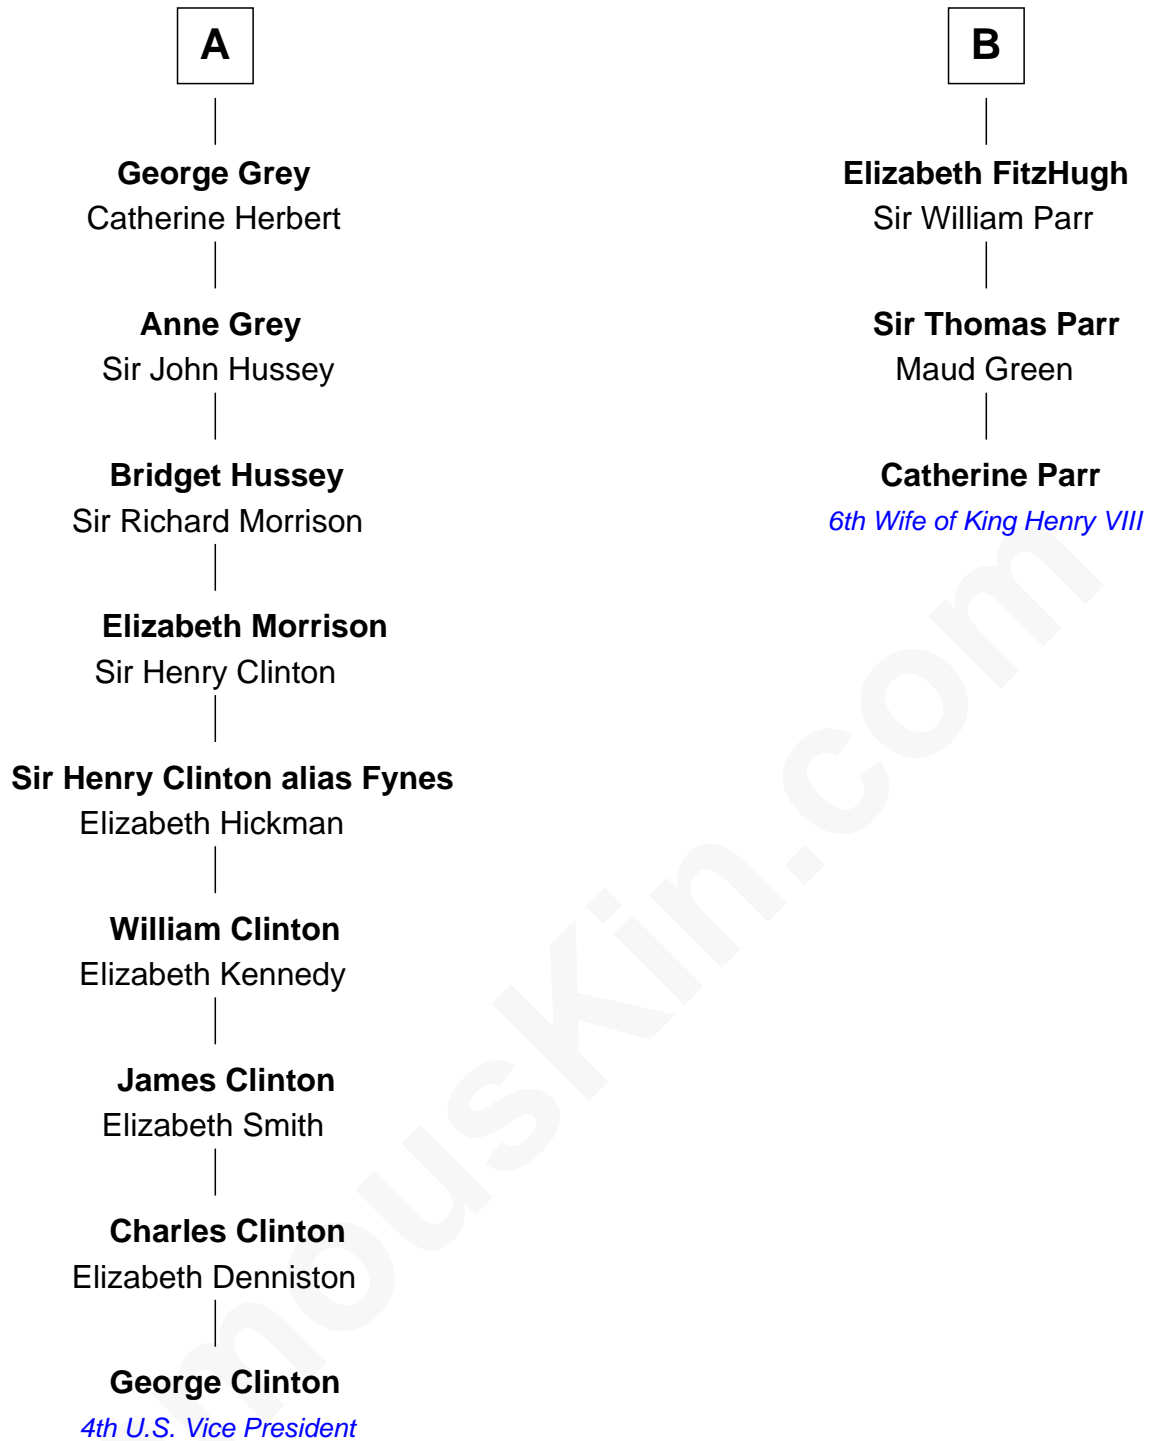 A
George Grey
Catherine Herbert
Anne Grey
Sir John Hussey
Bridget Hussey
Sir Richard Morrison
Elizabeth Morrison
Sir Henry Clinton
Sir Henry Clinton alias Fynes
Elizabeth Hickman
William Clinton
Elizabeth Kennedy
James Clinton
Elizabeth Smith
Charles Clinton
Elizabeth Denniston
George Clinton
4th U.S. Vice President
B
Elizabeth FitzHugh
Sir William Parr
Sir Thomas Parr
Maud Green
Catherine Parr
6th Wife of King Henry VIII
mouskin.com